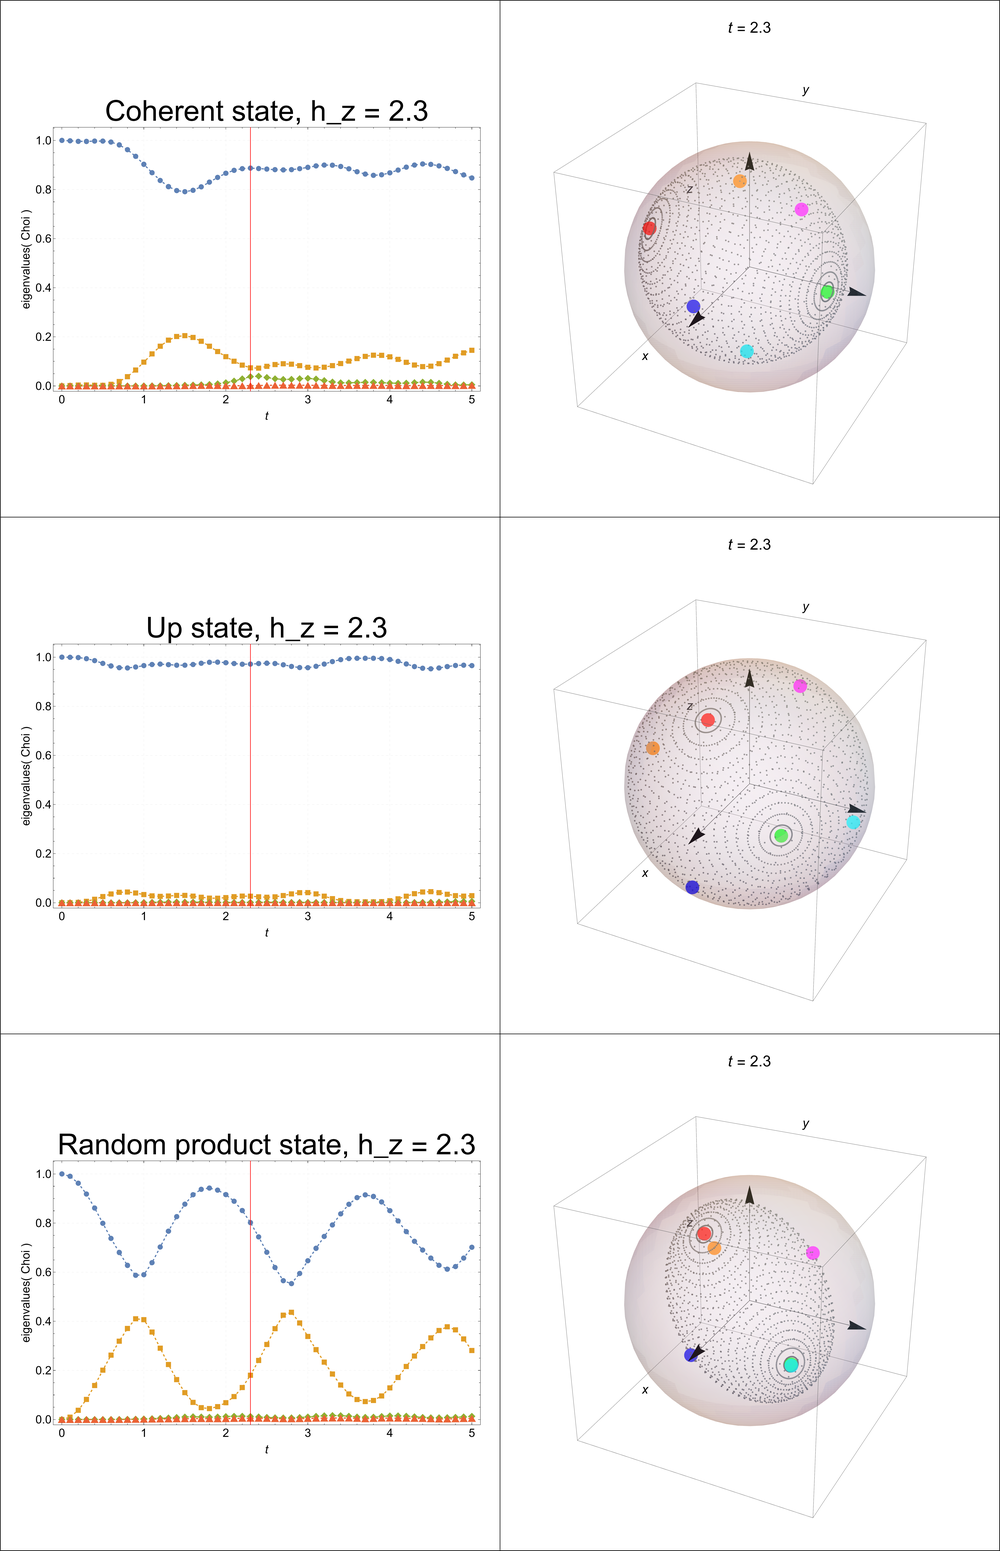 t = 2.3
Coherent state, h_z = 2.3
y
z
x
eigenvalues( Choi )
1.0
0.8
0.6
0.4
0.2
0.0
0 1 2 3 4 5
t
t = 2.3
Up state, h_z = 2.3
y
z
x
eigenvalues( Choi )
1.0
0.8
0.6
0.4
0.2
0.0
0 1 2 3 4 5
t
t = 2.3
Random product state, h_z = 2.3
y
z
x
eigenvalues( Choi )
1.0
0.8
0.6
0.4
0.2
0.0
0 1 2 3 4 5
t